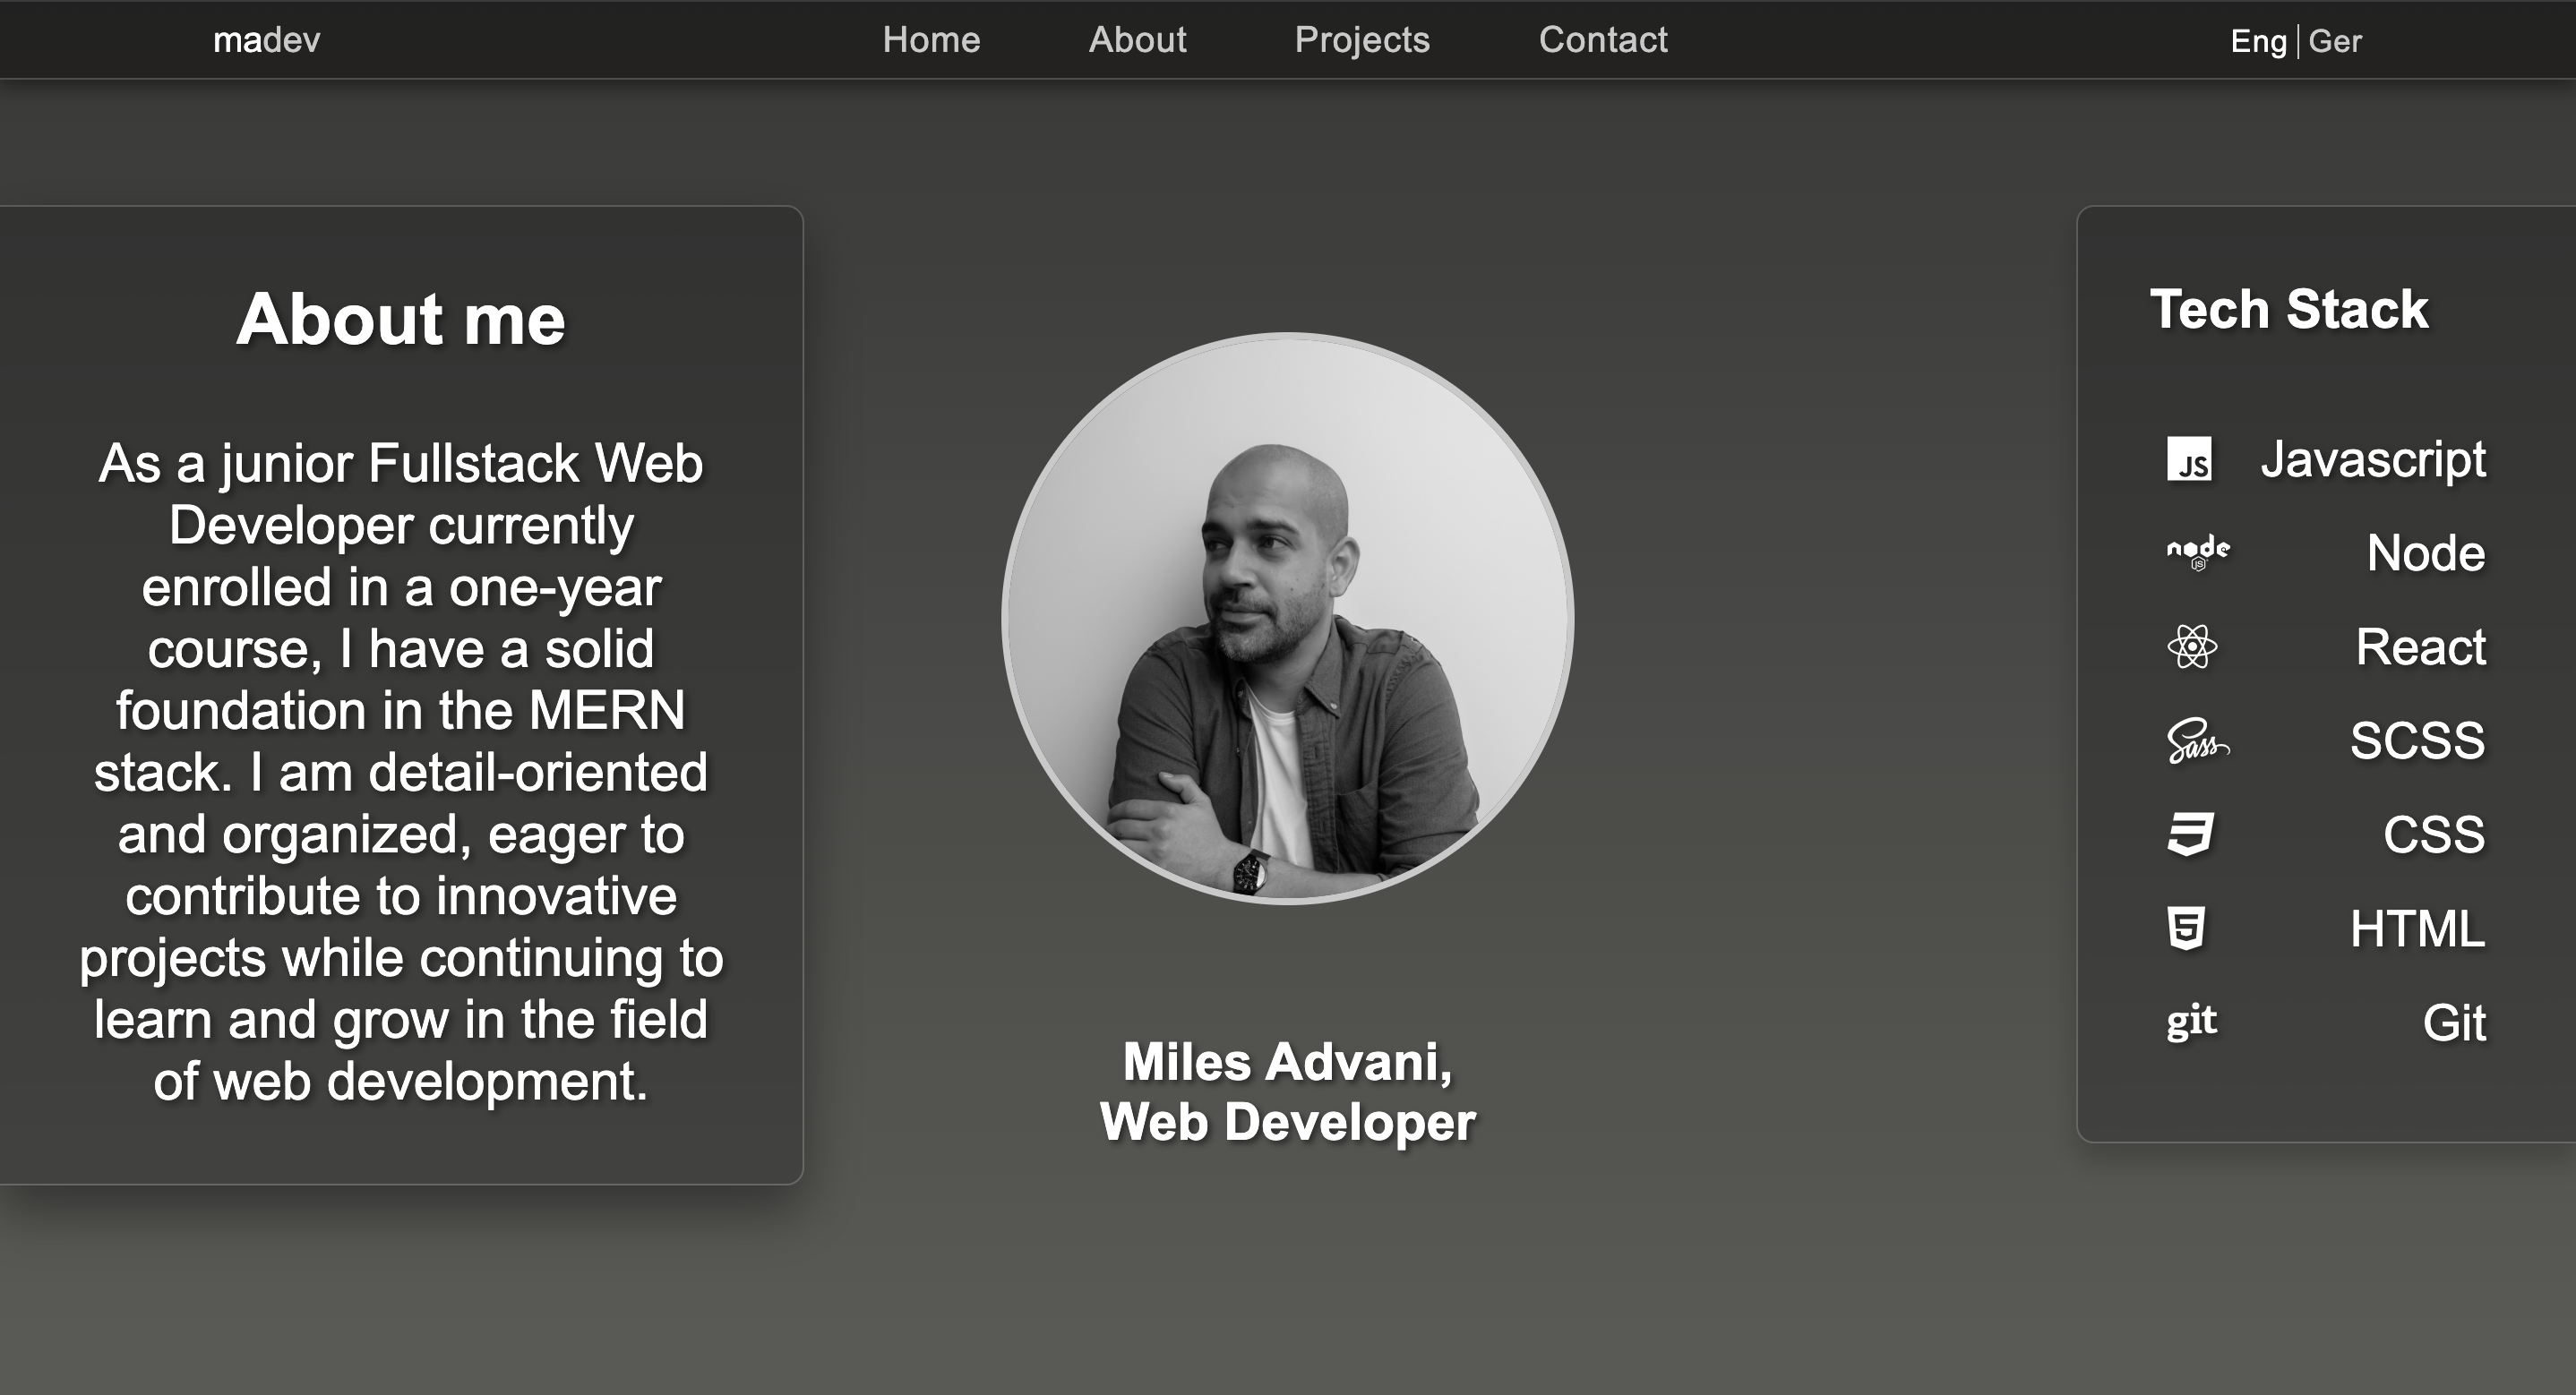 madev
Home About Projects Contact
Eng | Ger
About me
As a junior Fullstack Web
Developer currently
enrolled in a one-year
course, I have a solid
foundation in the MERN
stack. I am detail-oriented
and organized, eager to
contribute to innovative
projects while continuing to
learn and grow in the field
of web development.
Miles Advani,
Web Developer
Tech Stack
JS Javascript
node JS Node
React
Sass SCSS
CSS
5 HTML
git Git